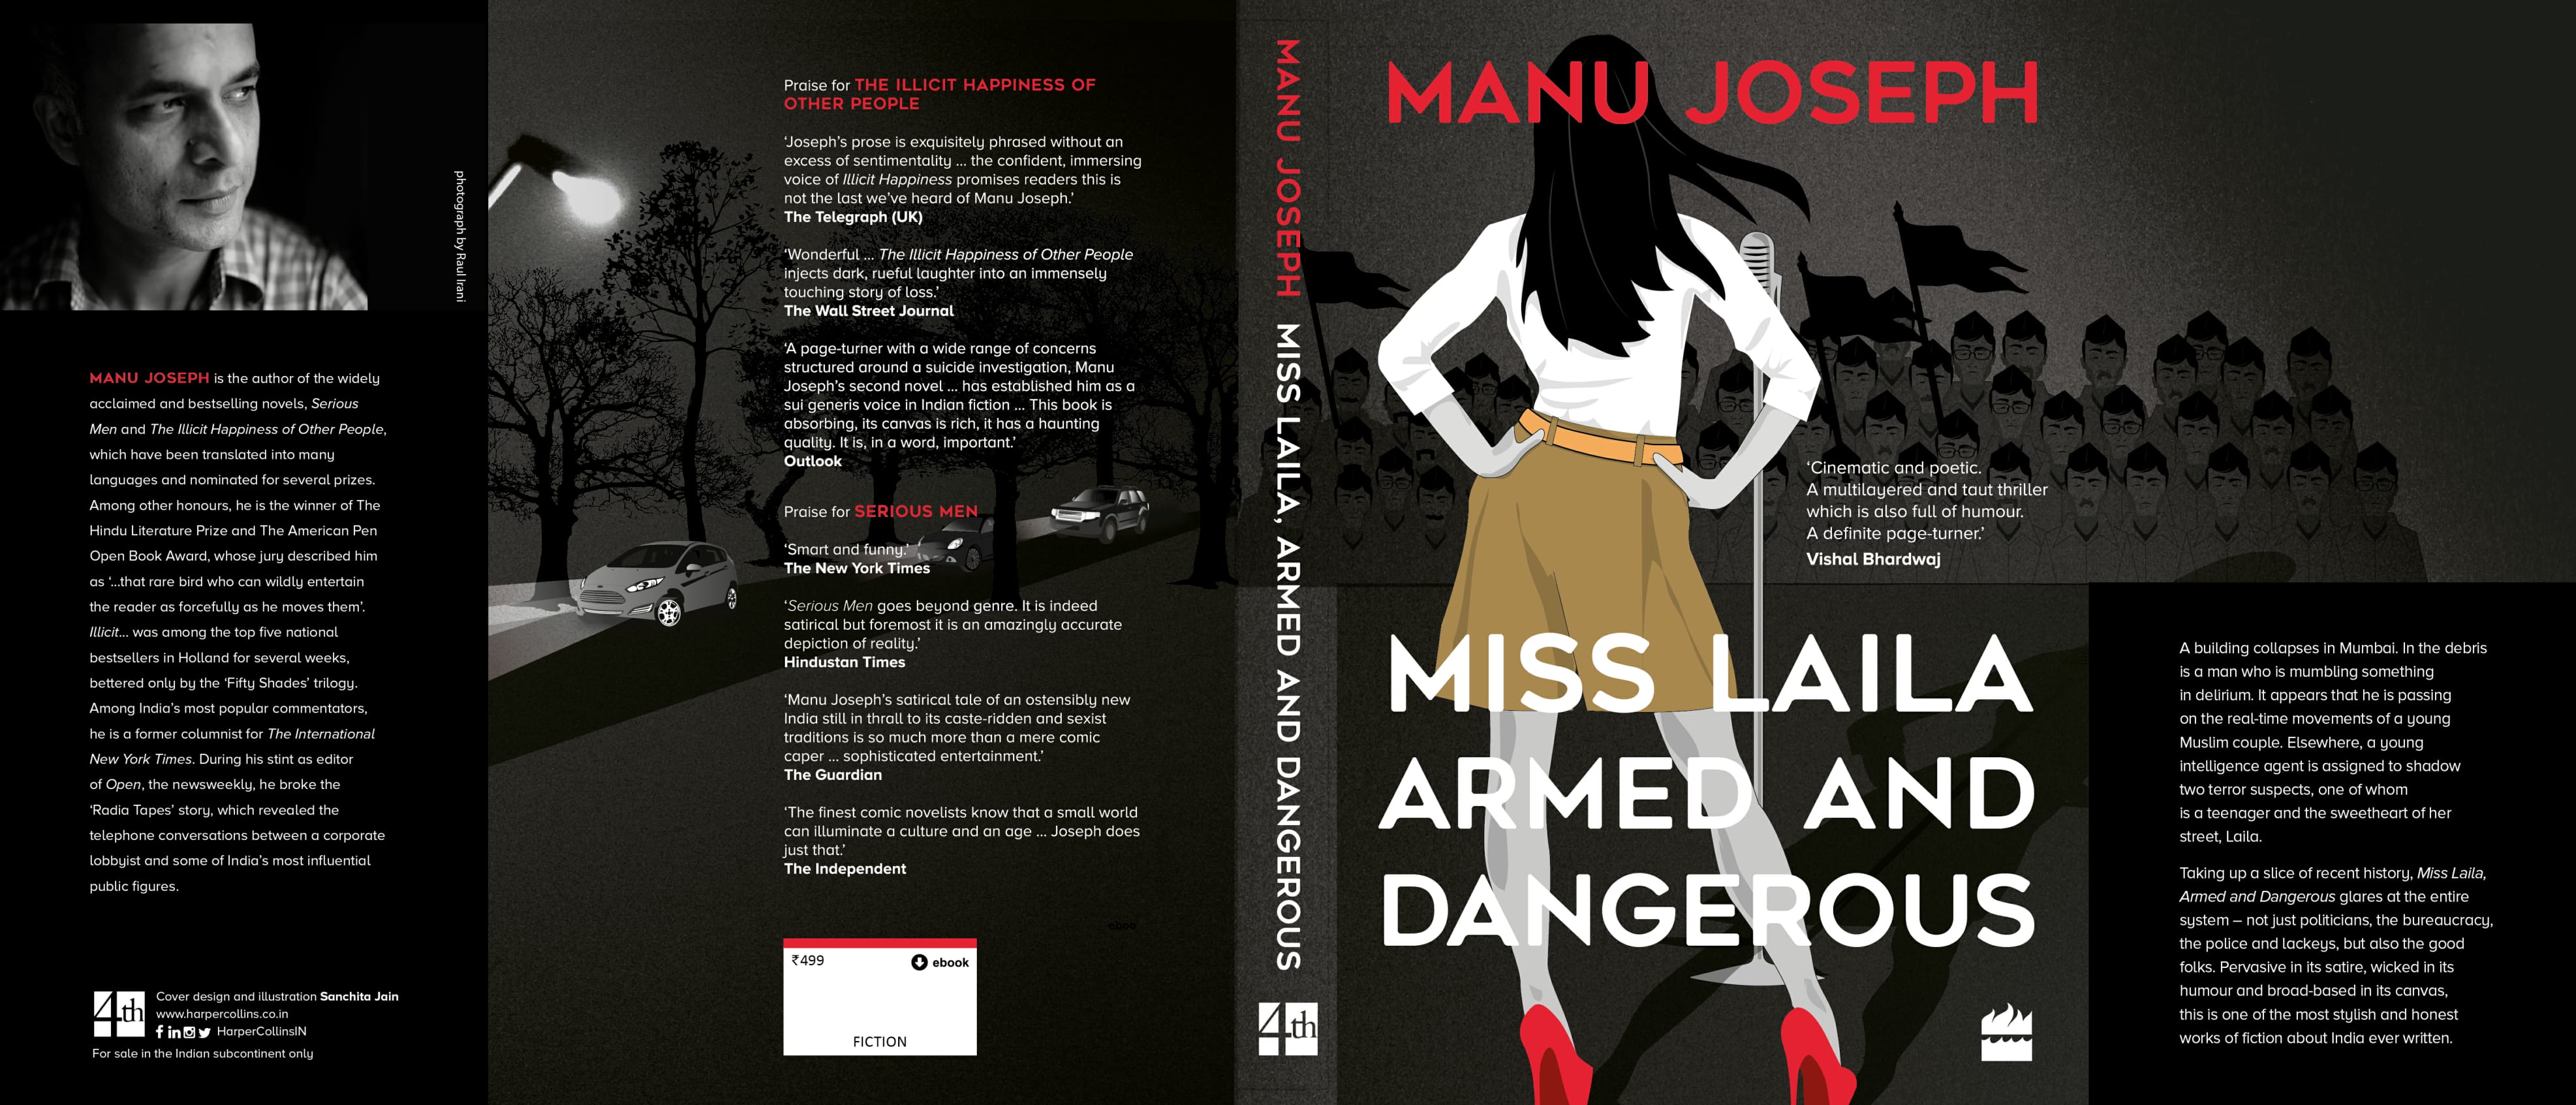 photograph by Raul Irani
MANU JOSEPH is the author of the widely
acclaimed and bestselling novels, Serious
Men and The Illicit Happiness of Other People,
which have been translated into many
languages and nominated for several prizes.
Among other honours, he is the winner of The
Hindu Literature Prize and The American Pen
Open Book Award, whose jury described him
as ‘...that rare bird who can wildly entertain
the reader as forcefully as he moves them’.
Illicit... was among the top five national
bestsellers in Holland for several weeks,
bettered only by the ‘Fifty Shades’ trilogy.
Among India’s most popular commentators,
he is a former columnist for The International
New York Times. During his stint as editor
of Open, the newsweekly, he broke the
‘Radia Tapes’ story, which revealed the
telephone conversations between a corporate
lobbyist and some of India’s most influential
public figures.
4th
Cover design and illustration Sanchita Jain
www.harpercollins.co.in
HarperCollinsIN
For sale in the Indian subcontinent only
Praise for THE ILLICIT HAPPINESS OF
OTHER PEOPLE
‘Joseph’s prose is exquisitely phrased without an
excess of sentimentality ... the confident, immersing
voice of Illicit Happiness promises readers this is
not the last we’ve heard of Manu Joseph.’
The Telegraph (UK)
‘Wonderful ... The Illicit Happiness of Other People
injects dark, rueful laughter into an immensely
touching story of loss.’
The Wall Street Journal
‘A page-turner with a wide range of concerns
structured around a suicide investigation, Manu
Joseph’s second novel ... has established him as a
sui generis voice in Indian fiction ... This book is
absorbing, its canvas is rich, it has a haunting
quality. It is, in a word, important.’
Outlook
Praise for SERIOUS MEN
‘Smart and funny.’
The New York Times
‘Serious Men goes beyond genre. It is indeed
satirical but foremost it is an amazingly accurate
depiction of reality.’
Hindustan Times
‘Manu Joseph’s satirical tale of an ostensibly new
India still in thrall to its caste-ridden and sexist
traditions is so much more than a mere comic
caper ... sophisticated entertainment.’
The Guardian
‘The finest comic novelists know that a small world
can illuminate a culture and an age ... Joseph does
just that.’
The Independent
₹499
ebook
FICTION
MANU JOSEPH MISS LAILA, ARMED AND DANGEROUS
4th
MANU JOSEPH
‘Cinematic and poetic.
A multilayered and taut thriller
which is also full of humour.
A definite page-turner.’
Vishal Bhardwaj
MISS LAILA
ARMED AND
DANGEROUS
A building collapses in Mumbai. In the debris
is a man who is mumbling something
in delirium. It appears that he is passing
on the real-time movements of a young
Muslim couple. Elsewhere, a young
intelligence agent is assigned to shadow
two terror suspects, one of whom
is a teenager and the sweetheart of her
street, Laila.
Taking up a slice of recent history, Miss Laila,
Armed and Dangerous glares at the entire
system – not just politicians, the bureaucracy,
the police and lackeys, but also the good
folks. Pervasive in its satire, wicked in its
humour and broad-based in its canvas,
this is one of the most stylish and honest
works of fiction about India ever written.